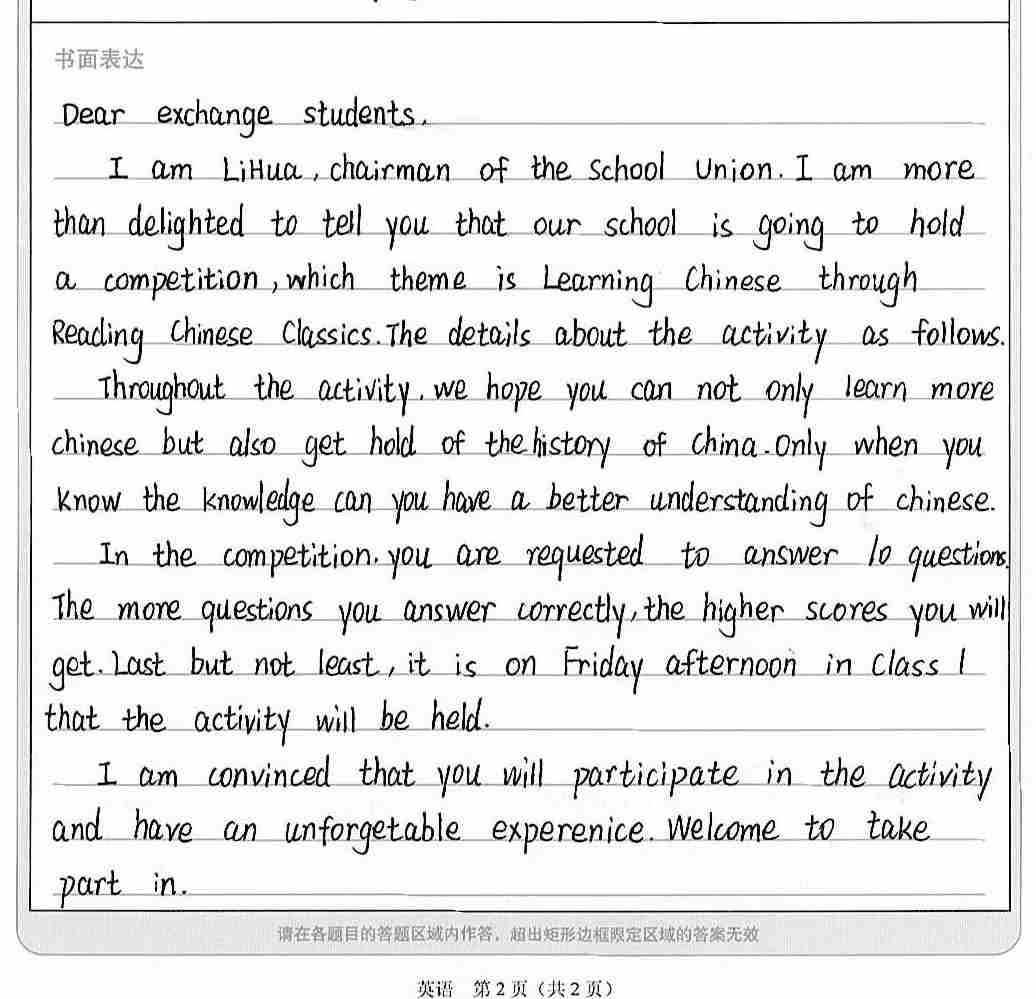 书面表达
Dear exchange students,
I am LiHua, chairman of the School Union. I am more
than delighted to tell you that our school is going to hold
a competition, which theme is Learning Chinese through
Reading Chinese Classics. The details about the activity as follows.
Throughout the activity, we hope you can not only learn more
chinese but also get hold of the history of China. Only when you
know the knowledge can you have a better understanding of chinese.
In the competition, you are requested to answer 10 questions.
The more questions you answer correctly, the higher scores you will
get. Last but not least, it is on Friday afternoon in Class 1
that the activity will be held.
I am convinced that you will participate in the activity
and have an unforgetable experenice. Welcome to take
part in.
请在各题目的答题区域内作答，超出矩形边框限定区域的答案无效
英语 第2页（共2页）